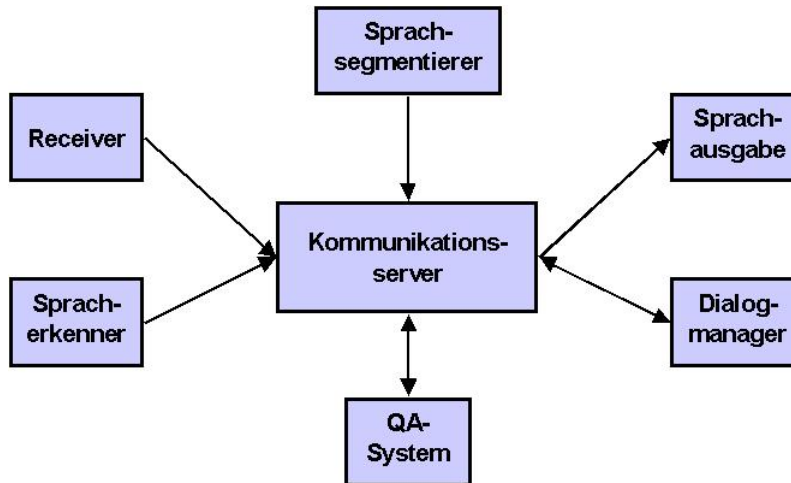 Sprach-
segmentierer
Receiver
Sprach-
ausgabe
Kommunikations-
server
Sprach-
erkenner
Dialog-
manager
QA-
System